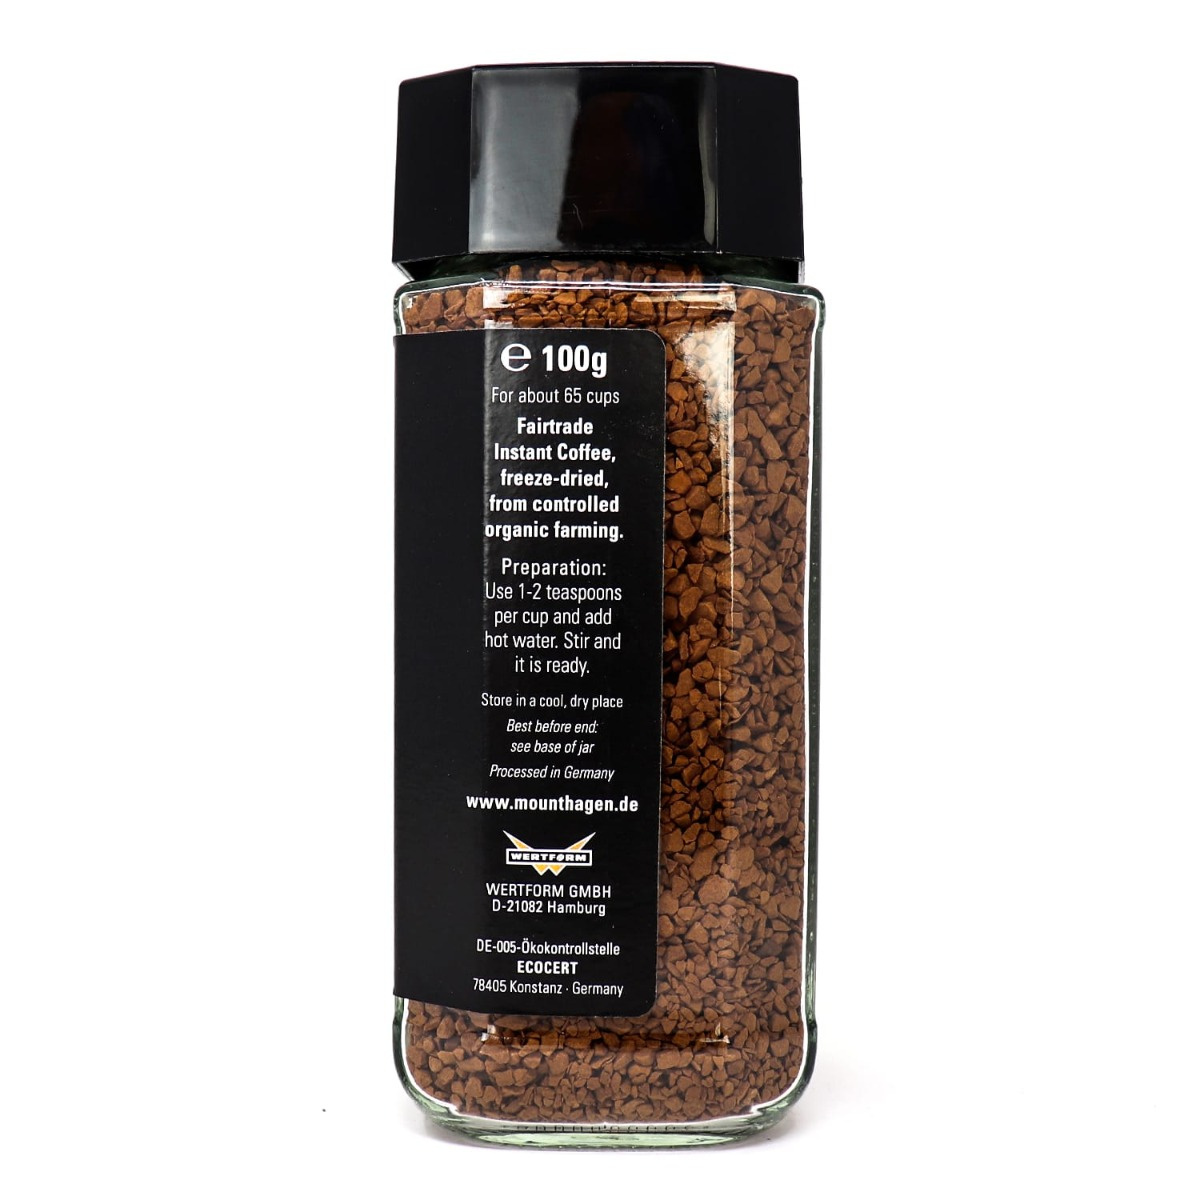 ℮ 100g
For about 65 cups
Fairtrade
Instant Coffee,
freeze-dried,
from controlled
organic farming.
Preparation:
Use 1-2 teaspoons
per cup and add
hot water. Stir and
it is ready.
Store in a cool, dry place
Best before end:
see base of jar
Processed in Germany
www.mounthagen.de
WERTFORM
WERTFORM GMBH
D-21082 Hamburg
DE-005-Ökokontrollstelle
ECOCERT
78405 Konstanz · Germany